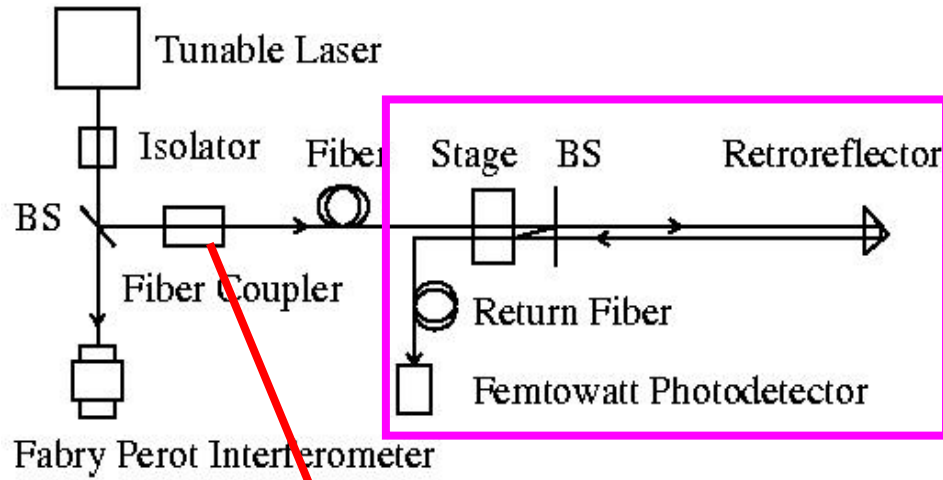 Tunable Laser
Isolator
Fiber
Stage
BS
Retroreflector
BS
Fiber Coupler
Return Fiber
Femtowatt Photodetector
Fabry Perot Interferometer